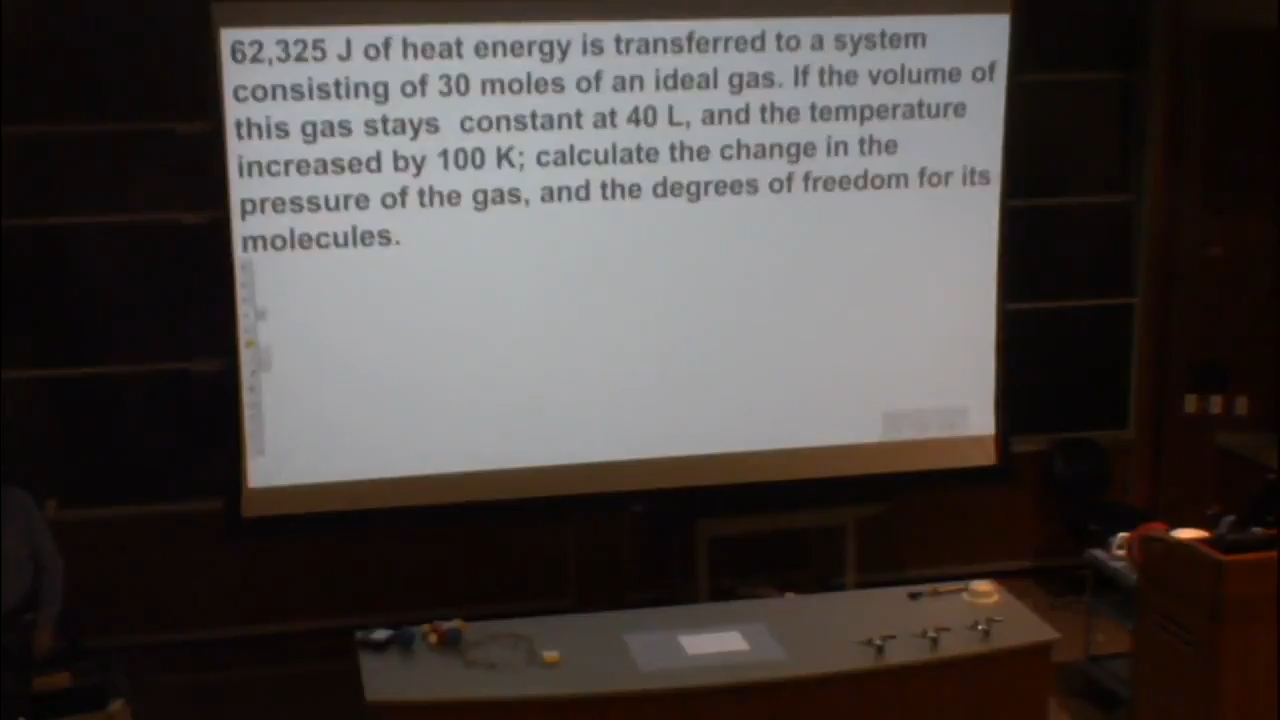 62,325 J of heat energy is transferred to a system
consisting of 30 moles of an ideal gas. If the volume of
this gas stays constant at 40 L, and the temperature
increased by 100 K; calculate the change in the
pressure of the gas, and the degrees of freedom for its
molecules.